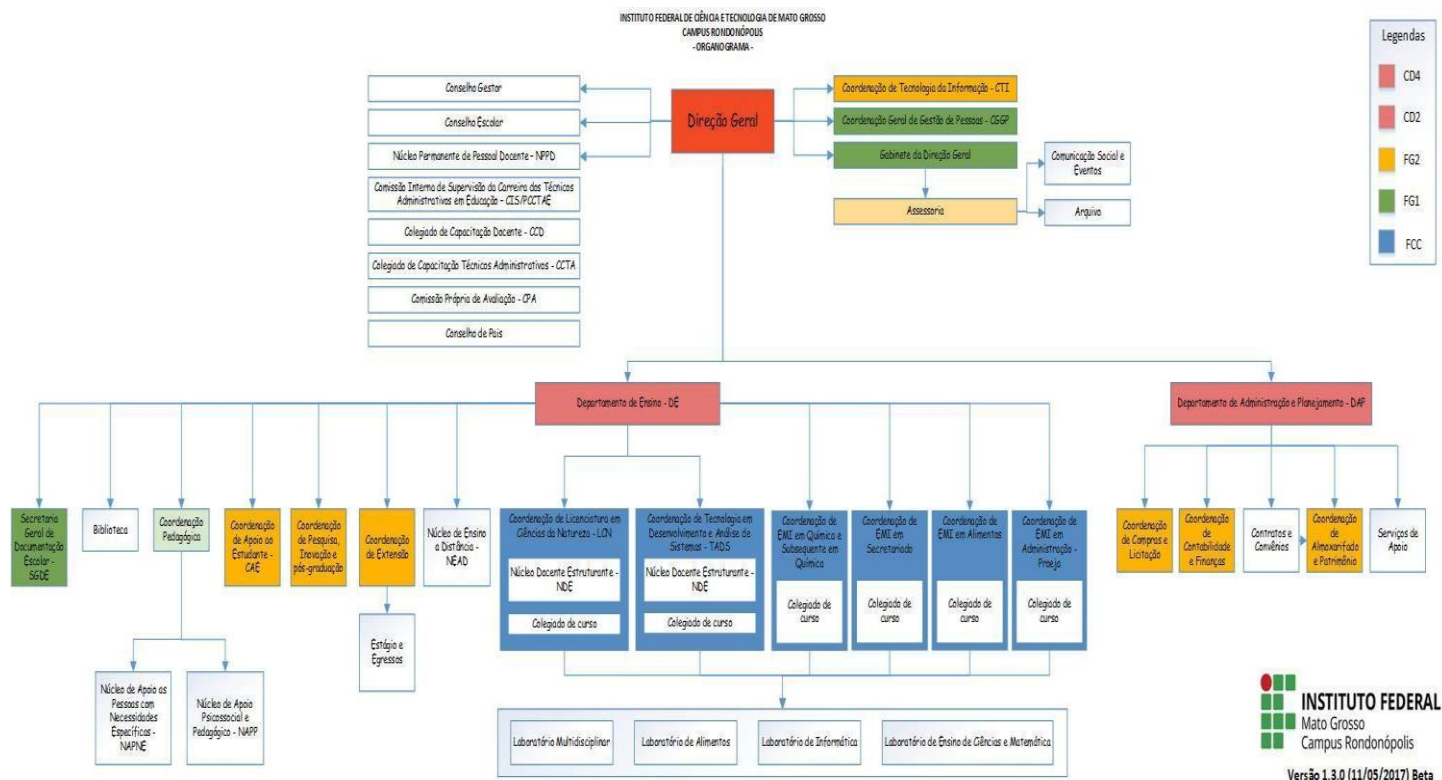 INSTITUTO FEDERAL DE CIÊNCIA E TECNOLOGIA DE MATO GROSSO
CAMPUS RONDONÓPOLIS
- ORGANOGRAMA -
Legendas
CD4
CD2
FG2
FG1
FCC
Conselho Gestor
Conselho Escolar
Núcleo Permanente de Pessoal Docente - NPPD
Comissão Interna de Supervisão da Carreira dos Técnicos
Administrativos em Educação - CIS/PCCTAE
Colegiado de Capacitação Docente - CCD
Colegiado de Capacitação Técnicos Administrativos - CCTA
Comissão Própria de Avaliação - CPA
Conselho de Pais
Direção Geral
Coordenação de Tecnologia da Informação - CTI
Coordenação Geral de Gestão de Pessoas - CGGP
Gabinete da Direção Geral
Assessoria
Comunicação Social e
Eventos
Arquivo
Departamento de Ensino - DE
Departamento de Administração e Planejamento - DAP
Secretaria
Geral de
Documentação
Escolar -
SGDE
Biblioteca
Coordenação
Pedagógica
Coordenação
de Apoio ao
Estudante -
CAE
Coordenação
de Pesquisa,
Inovação e
pós-graduação
Coordenação
de Extensão
Núcleo de Ensino
a Distância -
NEAD
Coordenação de Licenciatura em
Ciências da Natureza - LCN
Núcleo Docente Estruturante -
NDE
Colegiado de curso
Coordenação de Tecnologia em
Desenvolvimento e Análise de
Sistemas - TADS
Núcleo Docente Estruturante -
NDE
Colegiado de curso
Coordenação de
EMI em Química e
Subsequente em
Química
Colegiado de
curso
Coordenação de
EMI em
Secretariado
Colegiado de
curso
Coordenação de
EMI em Alimentos
Colegiado de
curso
Coordenação de
EMI em
Administração -
Proeja
Colegiado de
curso
Coordenação
de Compras e
Licitação
Coordenação
de
Contabilidade
e Finanças
Contratos e
Convênios
Coordenação
de
Almoxarifado e
Patrimônio
Serviços de
Apoio
Estágio e
Egressos
Núcleo de Apoio as
Pessoas com
Necessidades
Específicas -
NAPNE
Núcleo de Apoio
Psicossocial e
Pedagógico - NAPP
Laboratório Multidisciplinar
Laboratório de Alimentos
Laboratório de Informática
Laboratório de Ensino de Ciências e Matemática
INSTITUTO FEDERAL
Mato Grosso
Campus Rondonópolis
Versão 1.3.0 (11/05/2017) Beta